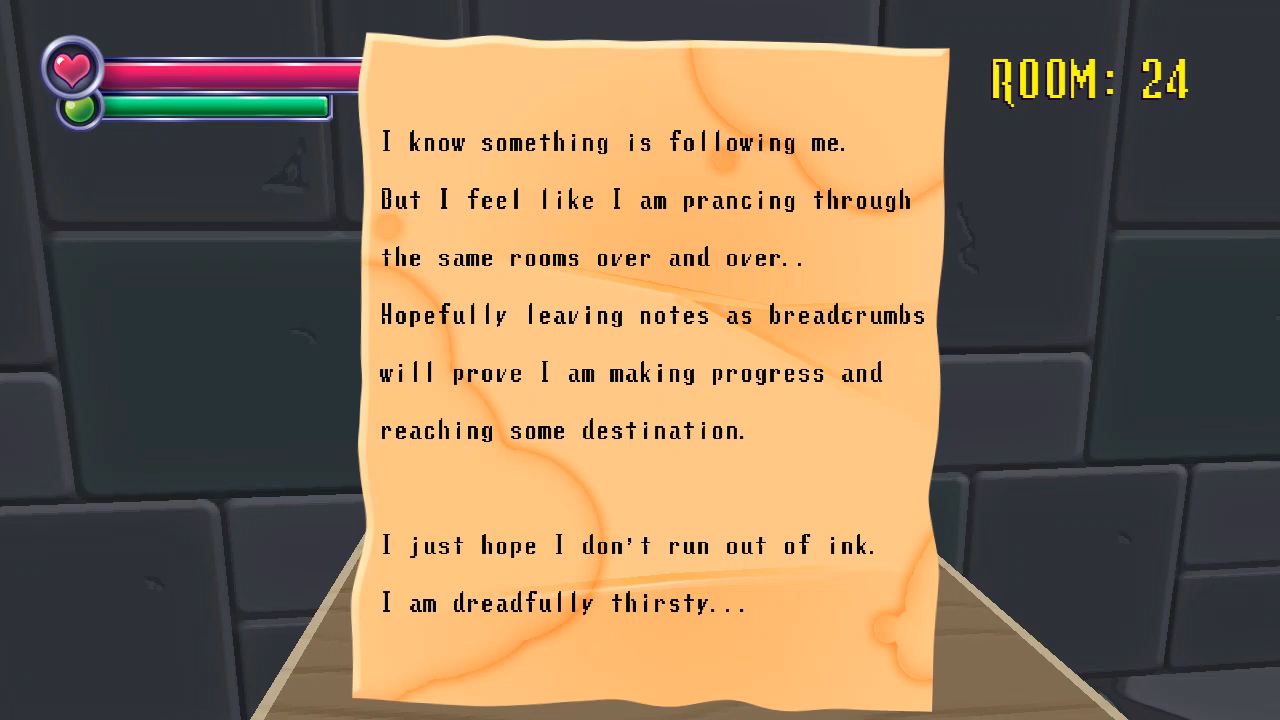 ROOM: 24
I know something is following me.
But I feel like I am prancing through
the same rooms over and over..
Hopefully leaving notes as breadcrumbs
will prove I am making progress and
reaching some destination.
I just hope I don't run out of ink.
I am dreadfully thirsty...